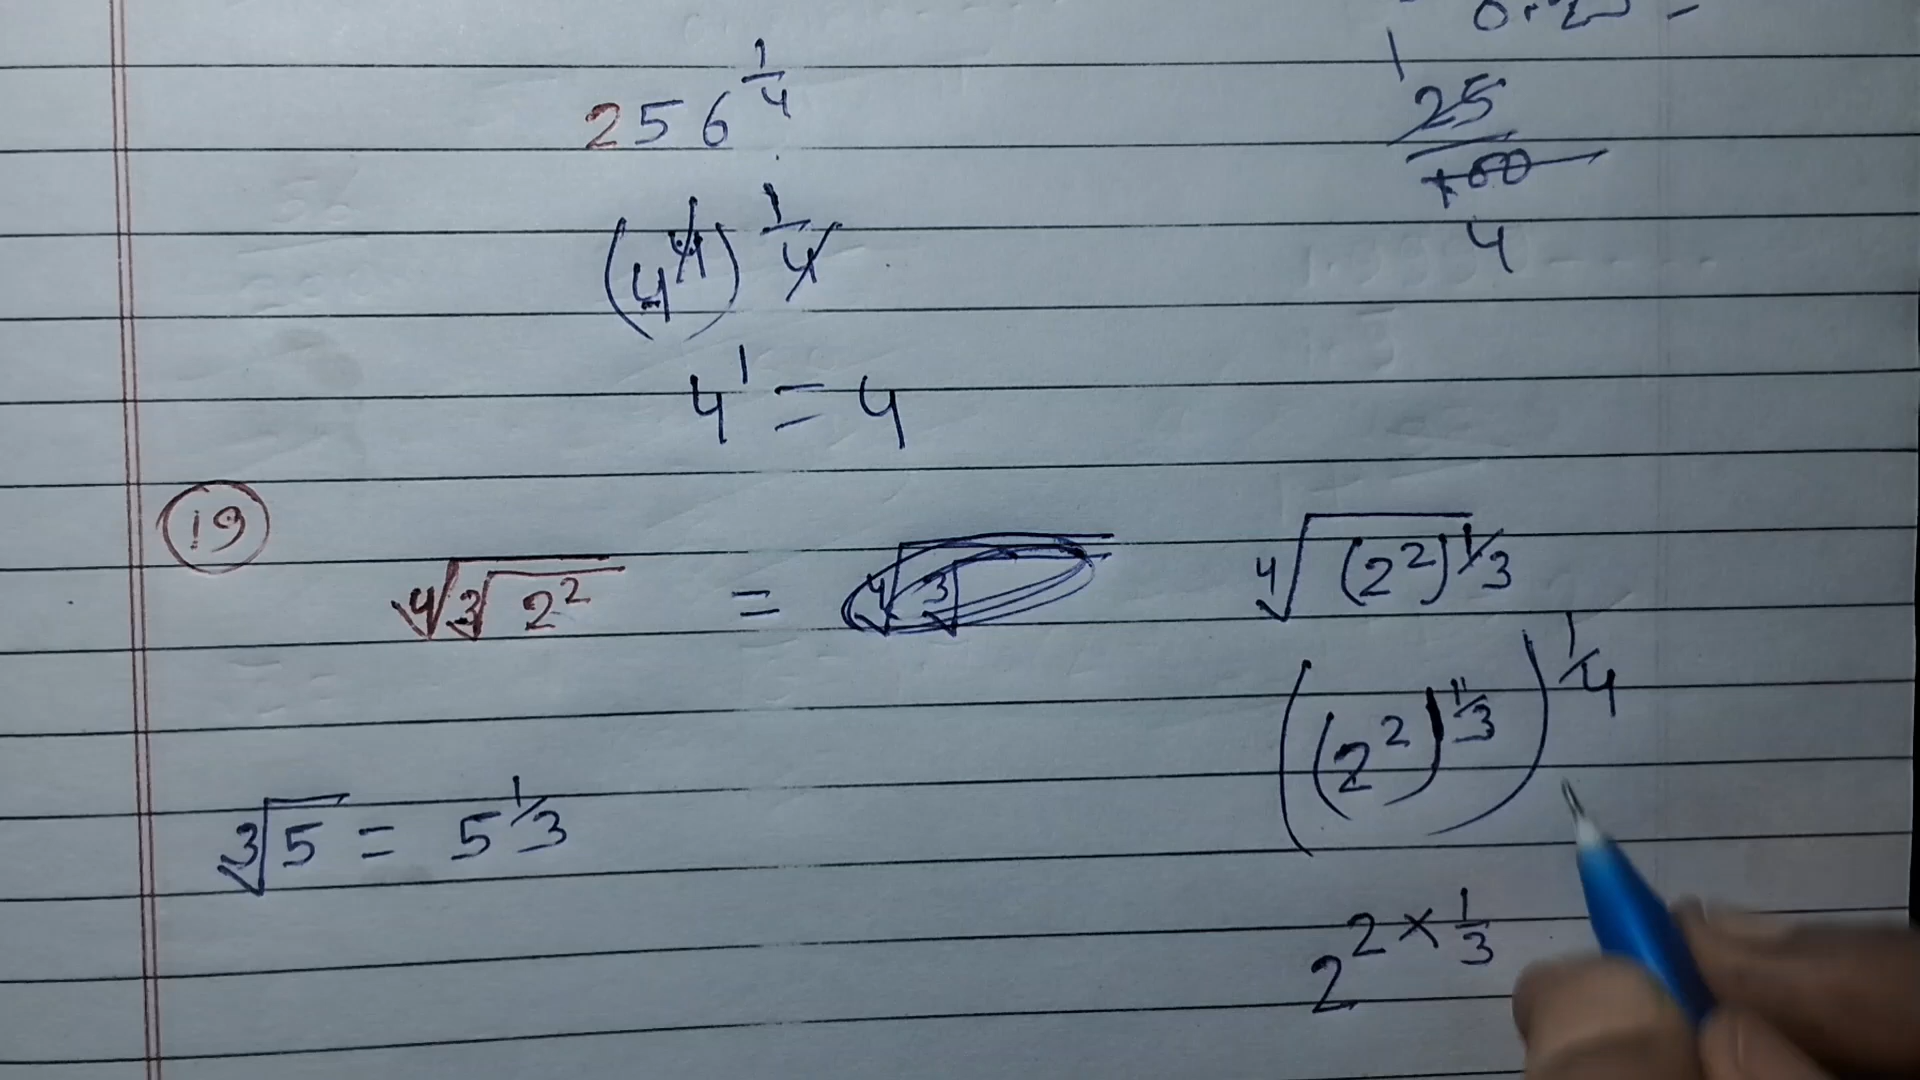 256^{1/4}
25
100
4
(4^4)^{1/4}
4^1 = 4
19
∜∛2² = ∜(2²)^{1/3}
((2²)^{1/3})^{1/4}
∛5 = 5^{1/3}
2^{2×1/3}